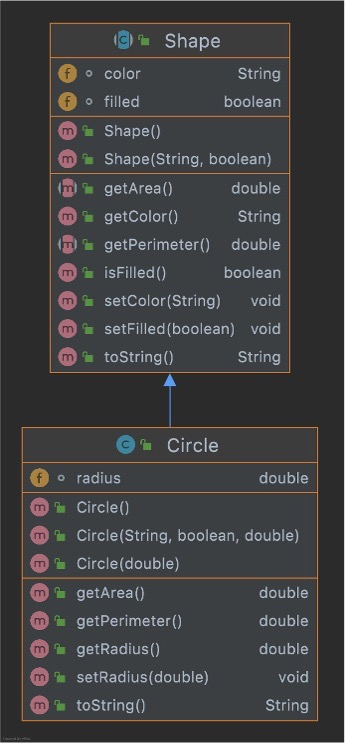 Shape
color String
filled boolean
Shape()
Shape(String, boolean)
getArea() double
getColor() String
getPerimeter() double
isFilled() boolean
setColor(String) void
setFilled(boolean) void
toString() String
Circle
radius double
Circle()
Circle(String, boolean, double)
Circle(double)
getArea() double
getPerimeter() double
getRadius() double
setRadius(double) void
toString() String